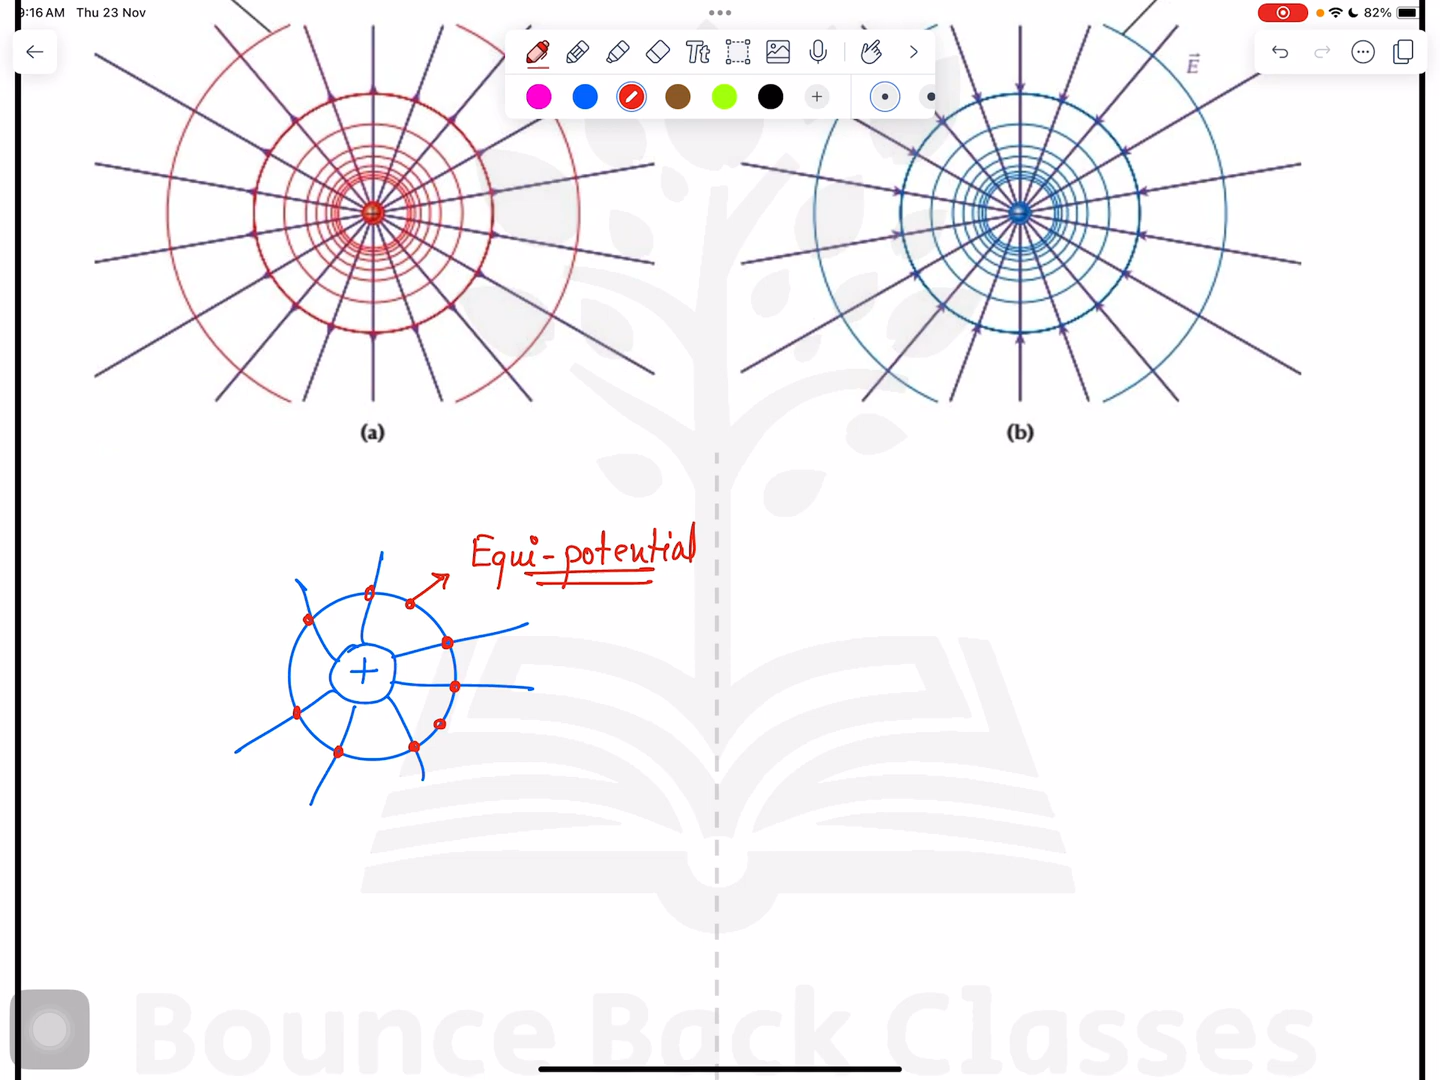 9:16 AM Thu 23 Nov
82%
Tt
E
(a)
(b)
Equi-potential
+
Bounce Back Classes